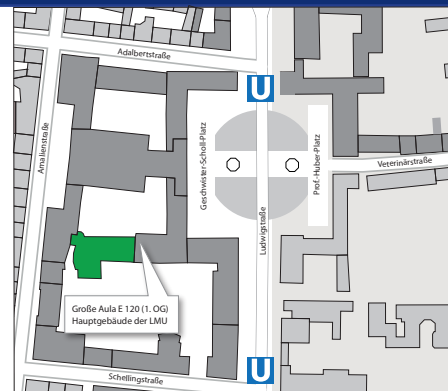 Adalbertstraße
U
Amalienstraße
Geschwister-Scholl-Platz
Prof.-Huber-Platz
Veterinärstraße
Ludwigstraße
Große Aula E 120 (1. OG)
Hauptgebäude der LMU
Schellingstraße
U